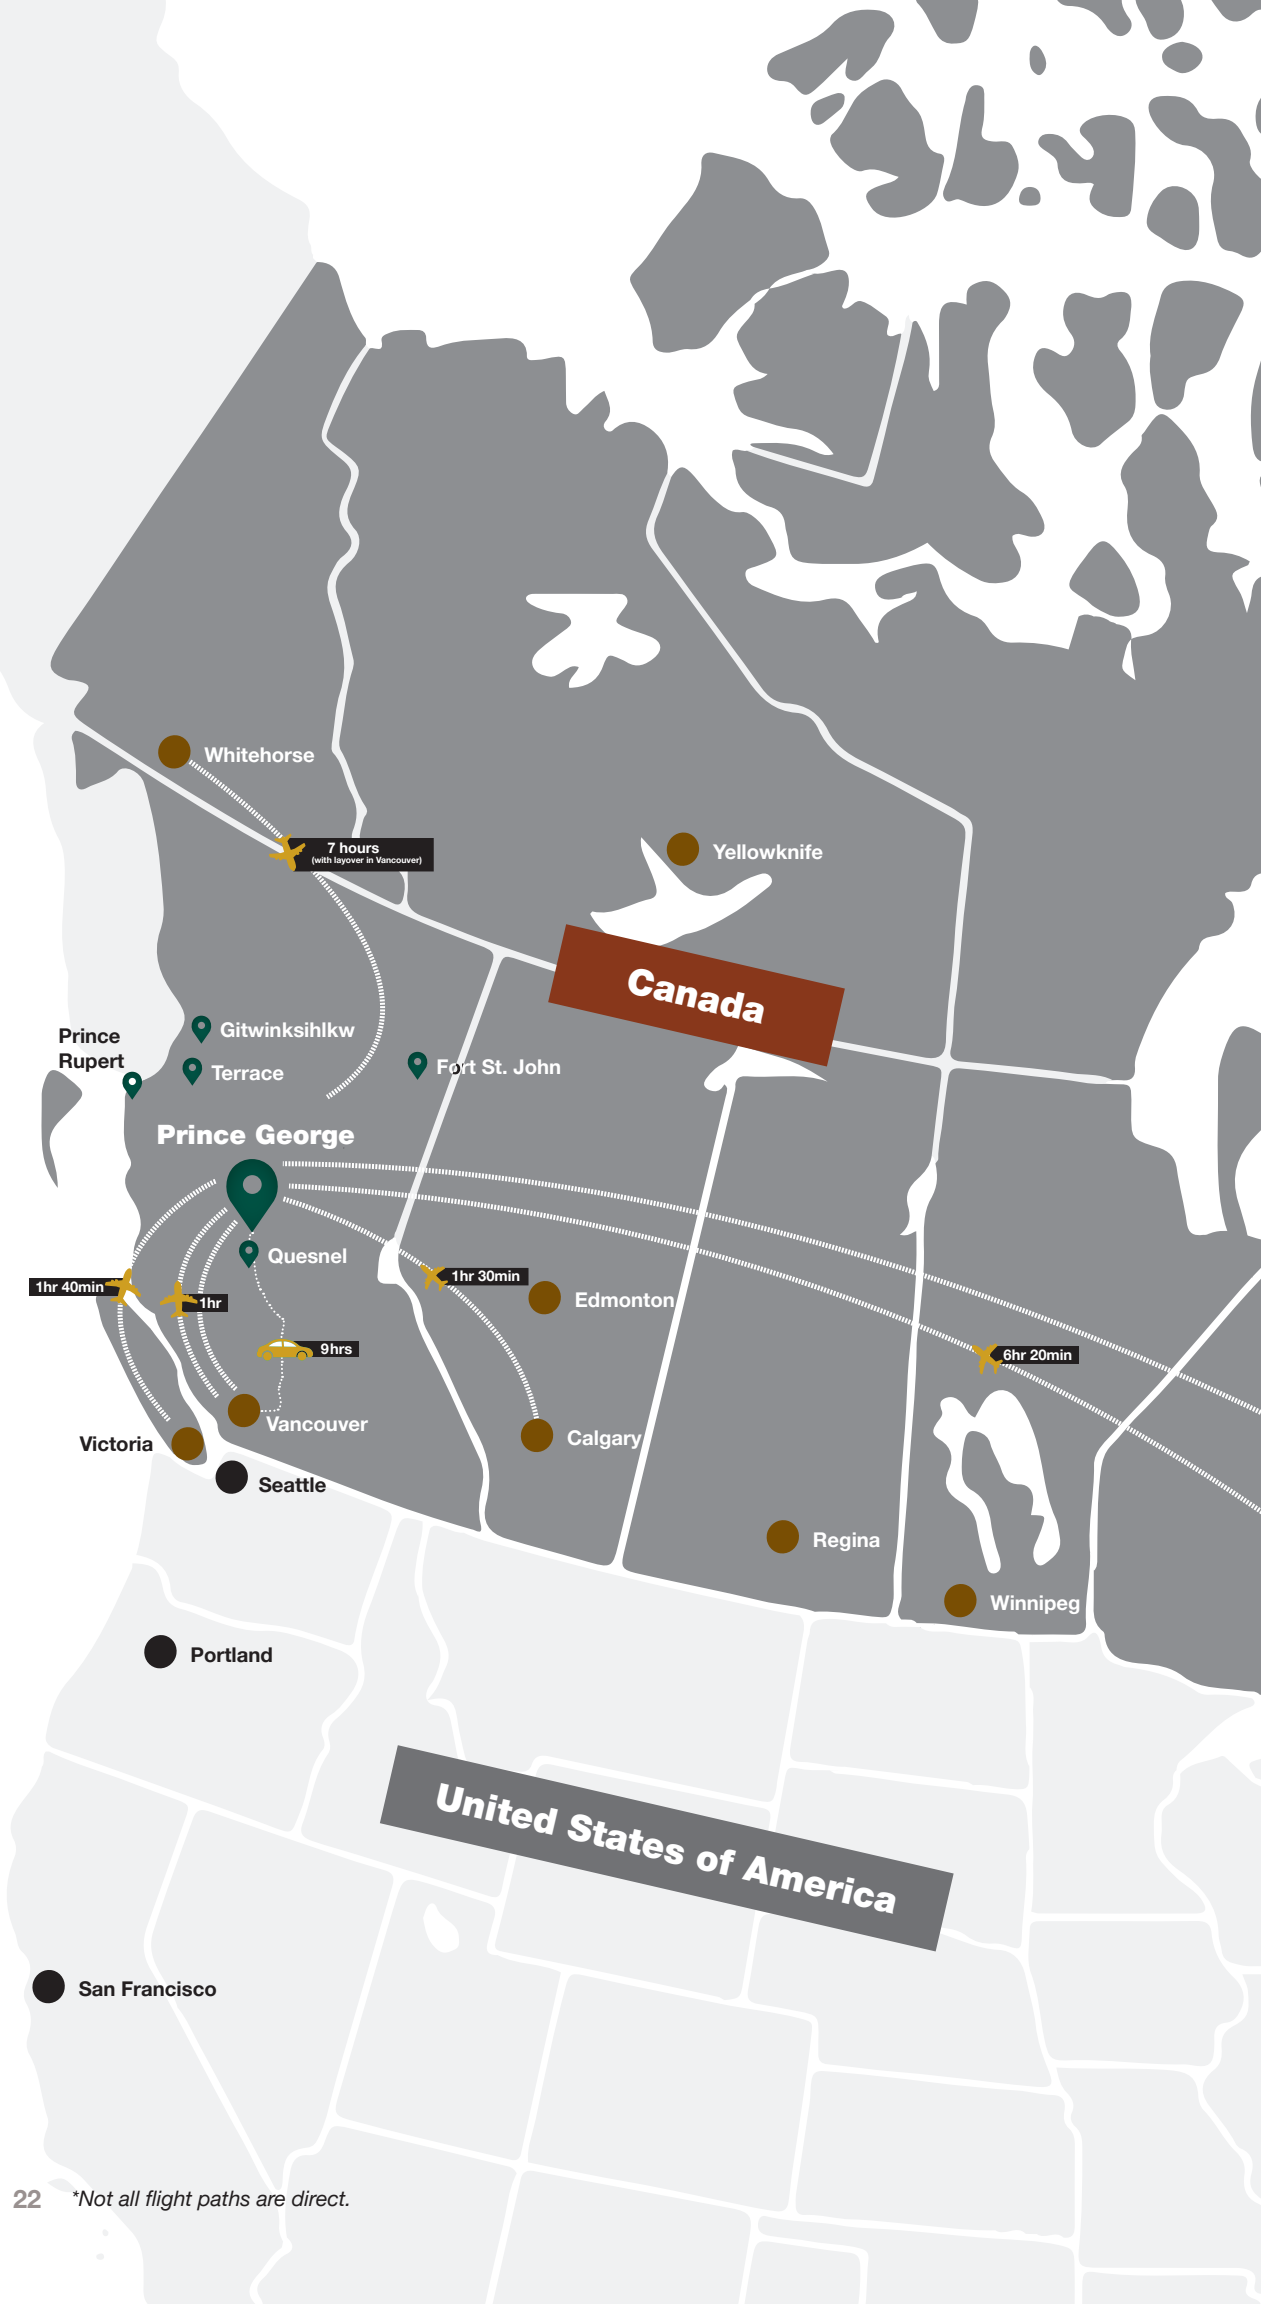 Whitehorse
7 hours
(with layover in Vancouver)
Yellowknife
Canada
Gitwinksihlkw
Prince
Rupert
Terrace
Fort St. John
Prince George
Quesnel
1hr 40min
1hr
1hr 30min
Edmonton
9hrs
6hr 20min
Vancouver
Victoria
Calgary
Seattle
Regina
Winnipeg
Portland
United States of America
San Francisco
22 *Not all flight paths are direct.